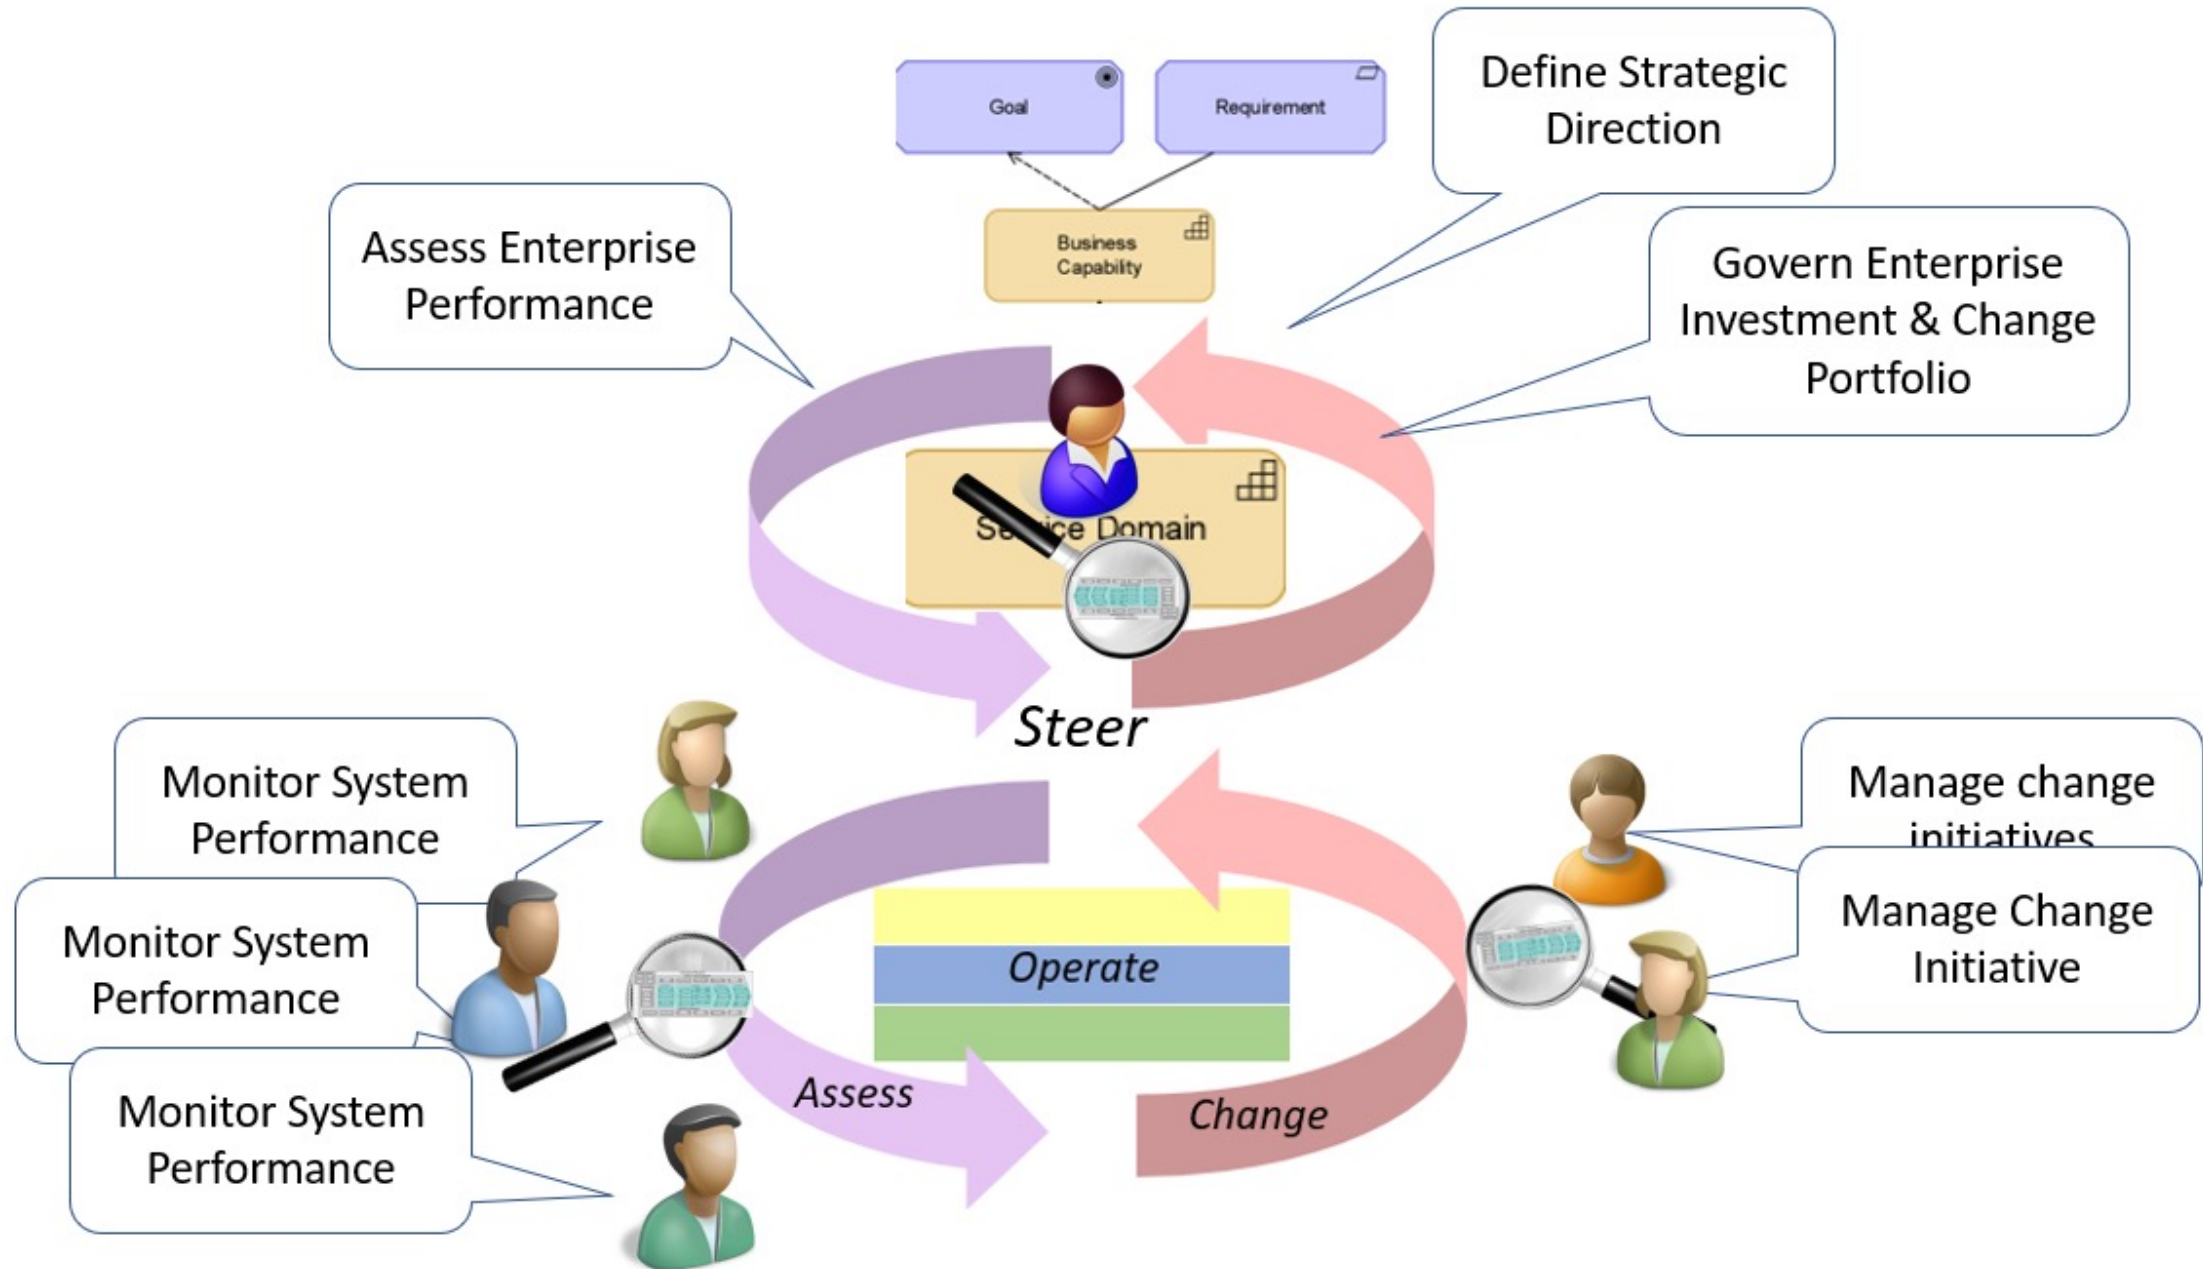 Define Strategic
Direction
Goal
Requirement
Assess Enterprise
Performance
Business
Capability
Govern Enterprise
Investment & Change
Portfolio
Domain
Steer
Monitor System
Performance
Manage change
initiatives
Monitor System
Performance
Operate
Manage Change
Initiative
Assess
Change
Monitor System
Performance